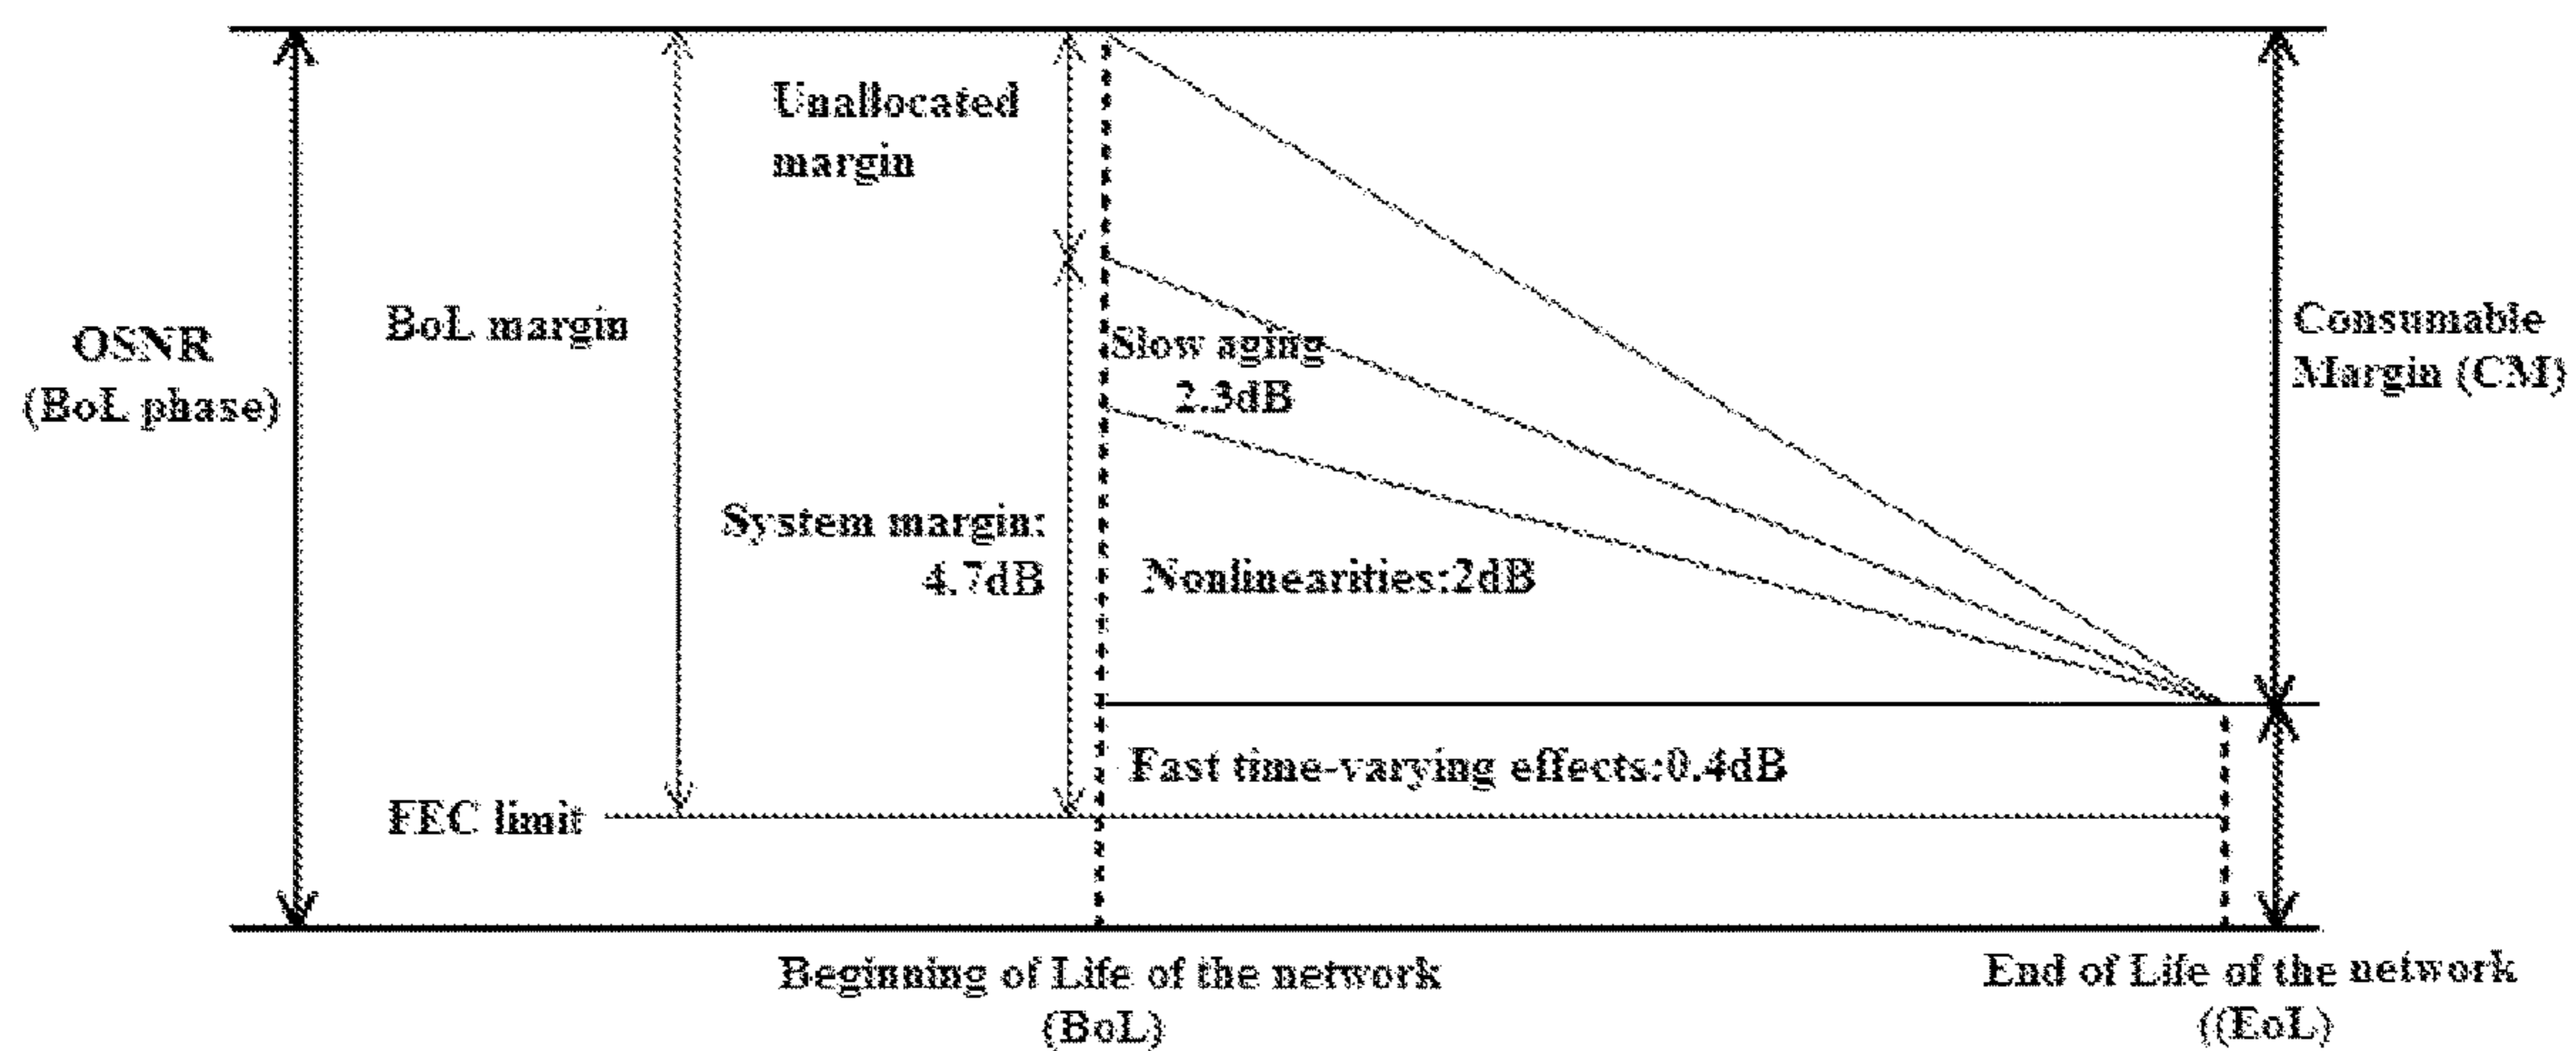 Unallocated
margin
OSNR
(BoL phase)
BoL margin
Slow aging
2.3dB
Consumable
Margin (CM)
System margin:
4.7dB
Nonlinearities:2dB
Fast time-varying effects:0.4dB
FEC limit
Beginning of Life of the network
(BoL)
End of Life of the network
((EoL)